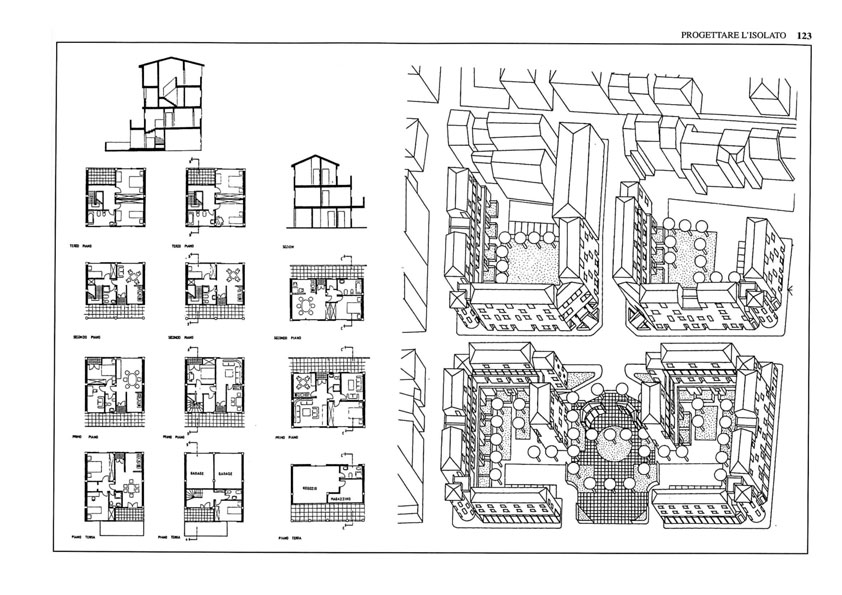 PROGETTARE L'ISOLATO 123
TERZO PIANO
TERZO PIANO
SEZION
SECONDO PIANO
SECONDO PIANO
SECONDO PIANO
PRIMO PIANO
PRIMO PIANO
PRIMO PIANO
GARAGE
GARAGE
NEGOZIO
MAGAZZINO
PIANO TERRA
PIANO TERRA
PIANO TERRA